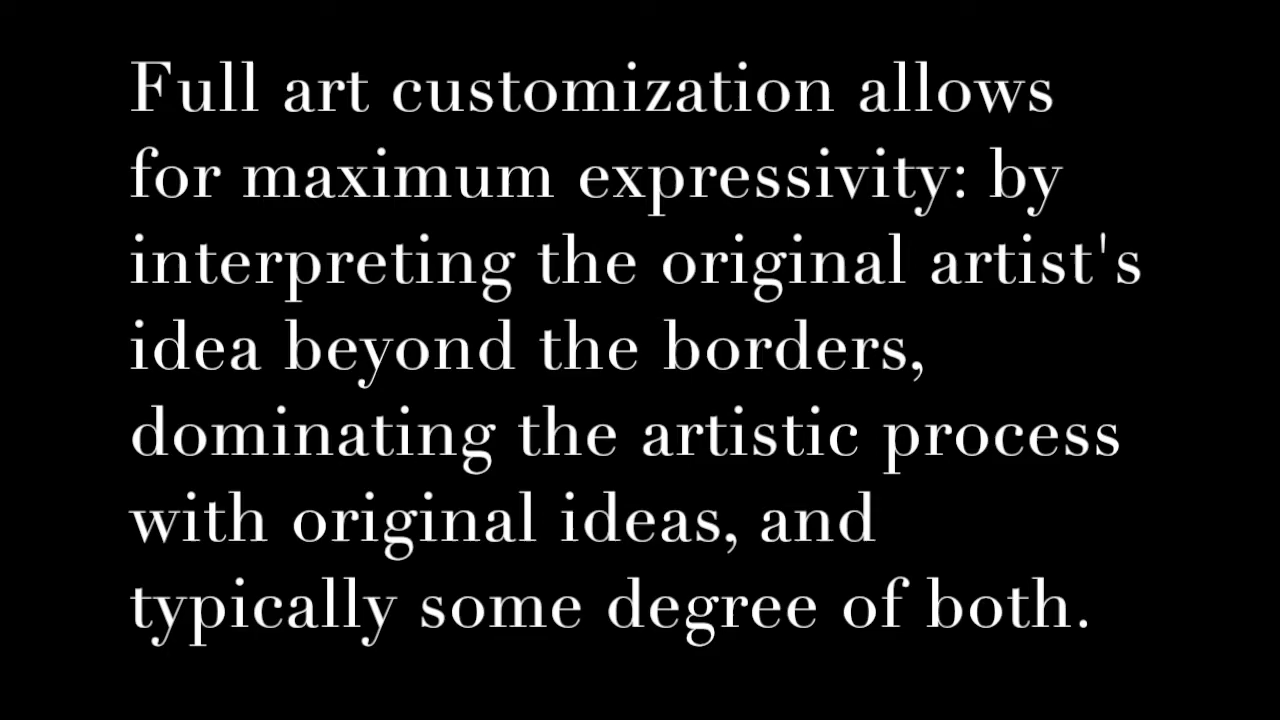 Full art customization allows
for maximum expressivity: by
interpreting the original artist's
idea beyond the borders,
dominating the artistic process
with original ideas, and
typically some degree of both.